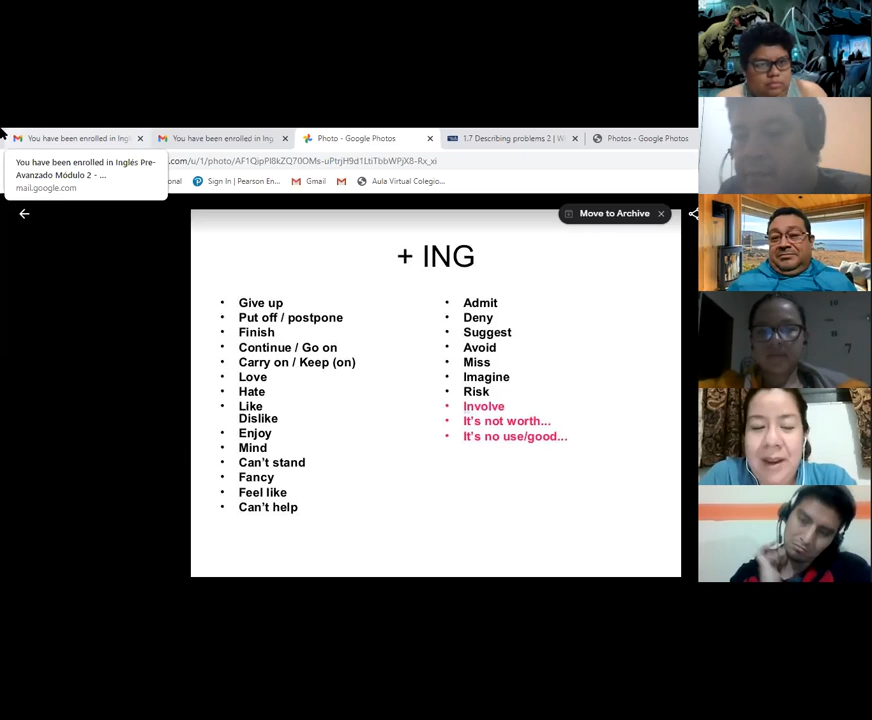 You have been enrolled in Ingl
You have been enrolled in Ing
Photo - Google Photos
1.7 Describing problems 2 | W
Photos - Google Photos
You have been enrolled in Inglés Pre-
Avanzado Módulo 2 - ...
mail.google.com
.com/u/1/photo/
Sign In | Pearson En...
Gmail
Aula Virtual Colegio...
Move to Archive
+ ING
Give up
Put off / postpone
Finish
Continue / Go on
Carry on / Keep (on)
Love
Hate
Like
Dislike
Enjoy
Mind
Can't stand
Fancy
Feel like
Can't help
Admit
Deny
Suggest
Avoid
Miss
Imagine
Risk
Involve
It's not worth...
It's no use/good...